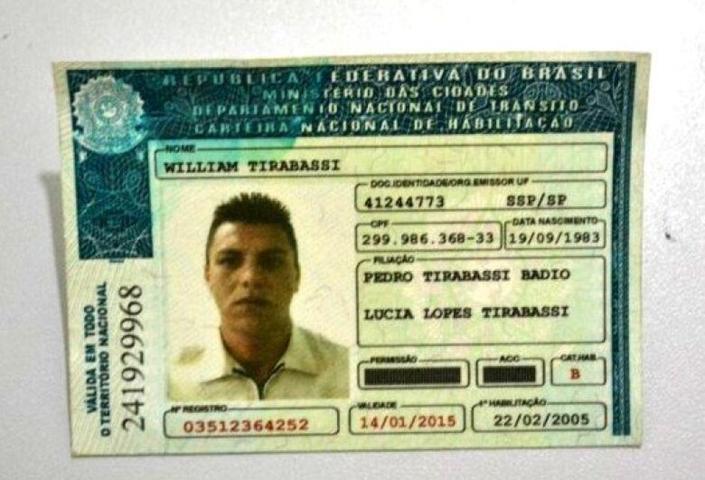 REPÚBLICA FEDERATIVA DO BRASIL
MINISTÉRIO DAS CIDADES
DEPARTAMENTO NACIONAL DE TRÂNSITO
CARTEIRA NACIONAL DE HABILITAÇÃO
NOME
WILLIAM TIRABASSI
DOC.IDENTIDADE/ORG.EMISSOR UF
41244773 SSP/SP
CPF DATA NASCIMENTO
299.986.368-33 19/09/1983
FILIAÇÃO
PEDRO TIRABASSI BADIO
LUCIA LOPES TIRABASSI
PERMISSÃO ACC CAT.HAB.
B
Nº REGISTRO VALIDADE 1ª HABILITAÇÃO
03512364252 14/01/2015 22/02/2005
VÁLIDA EM TODO
O TERRITÓRIO NACIONAL
241929968